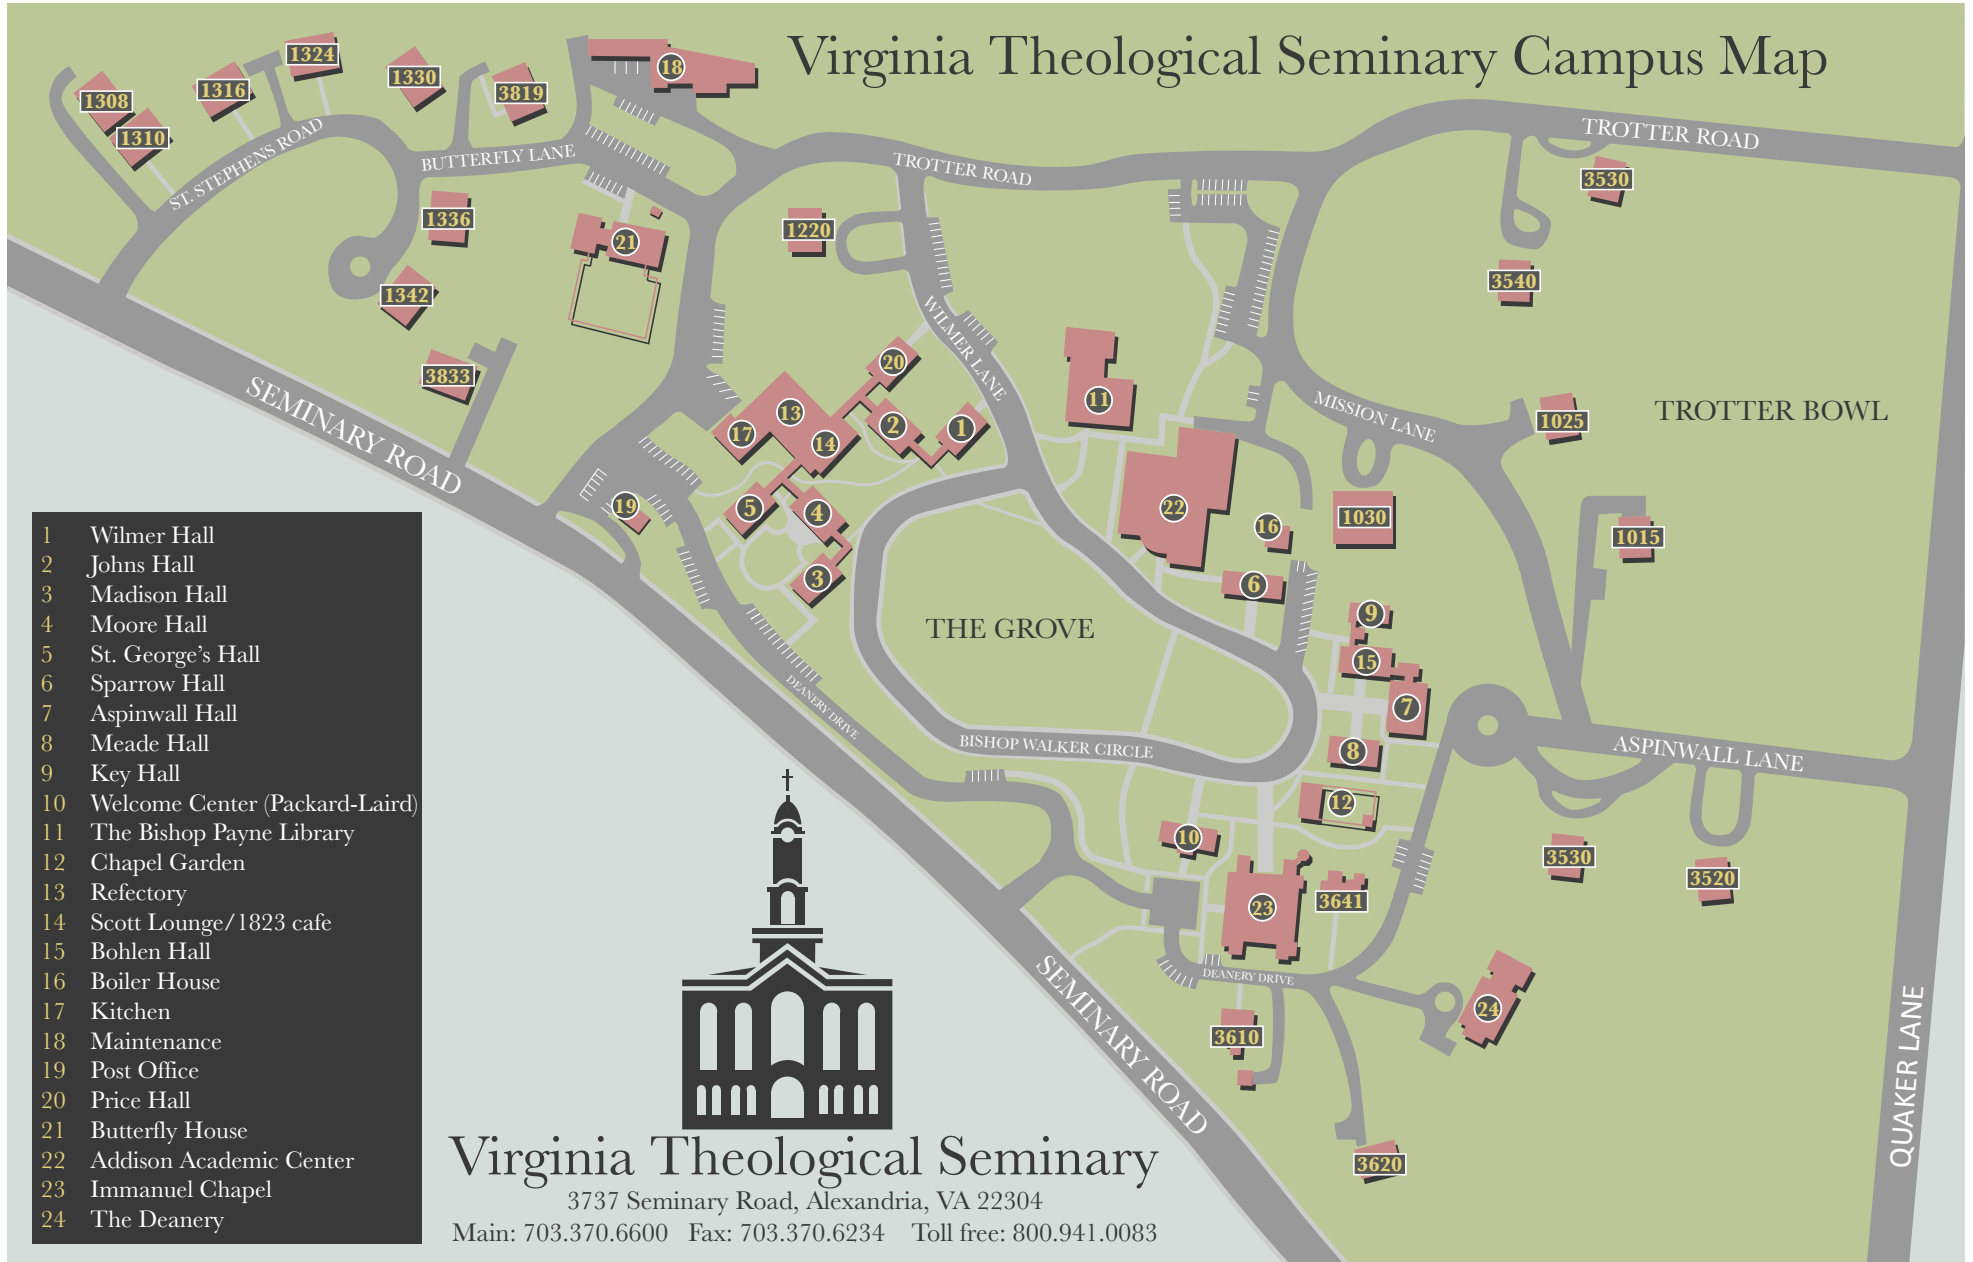 Virginia Theological Seminary Campus Map
1324
1330
1316
3819
18
1308
1310
ST. STEPHENS ROAD
BUTTERFLY LANE
TROTTER ROAD
TROTTER ROAD
3530
1336
1220
21
3540
1342
WILMER LANE
3833
20
11
MISSION LANE
TROTTER BOWL
1025
SEMINARY ROAD
13
17
14
2
1
19
5
4
22
16
1030
1015
3
6
9
THE GROVE
15
7
DEANERY DRIVE
BISHOP WALKER CIRCLE
8
ASPINWALL LANE
12
10
3530
3520
23
3641
SEMINARY ROAD
DEANERY DRIVE
24
3610
QUAKER LANE
3620
1 Wilmer Hall
2 Johns Hall
3 Madison Hall
4 Moore Hall
5 St. George's Hall
6 Sparrow Hall
7 Aspinwall Hall
8 Meade Hall
9 Key Hall
10 Welcome Center (Packard-Laird)
11 The Bishop Payne Library
12 Chapel Garden
13 Refectory
14 Scott Lounge/1823 cafe
15 Bohlen Hall
16 Boiler House
17 Kitchen
18 Maintenance
19 Post Office
20 Price Hall
21 Butterfly House
22 Addison Academic Center
23 Immanuel Chapel
24 The Deanery
Virginia Theological Seminary
3737 Seminary Road, Alexandria, VA 22304
Main: 703.370.6600 Fax: 703.370.6234 Toll free: 800.941.0083